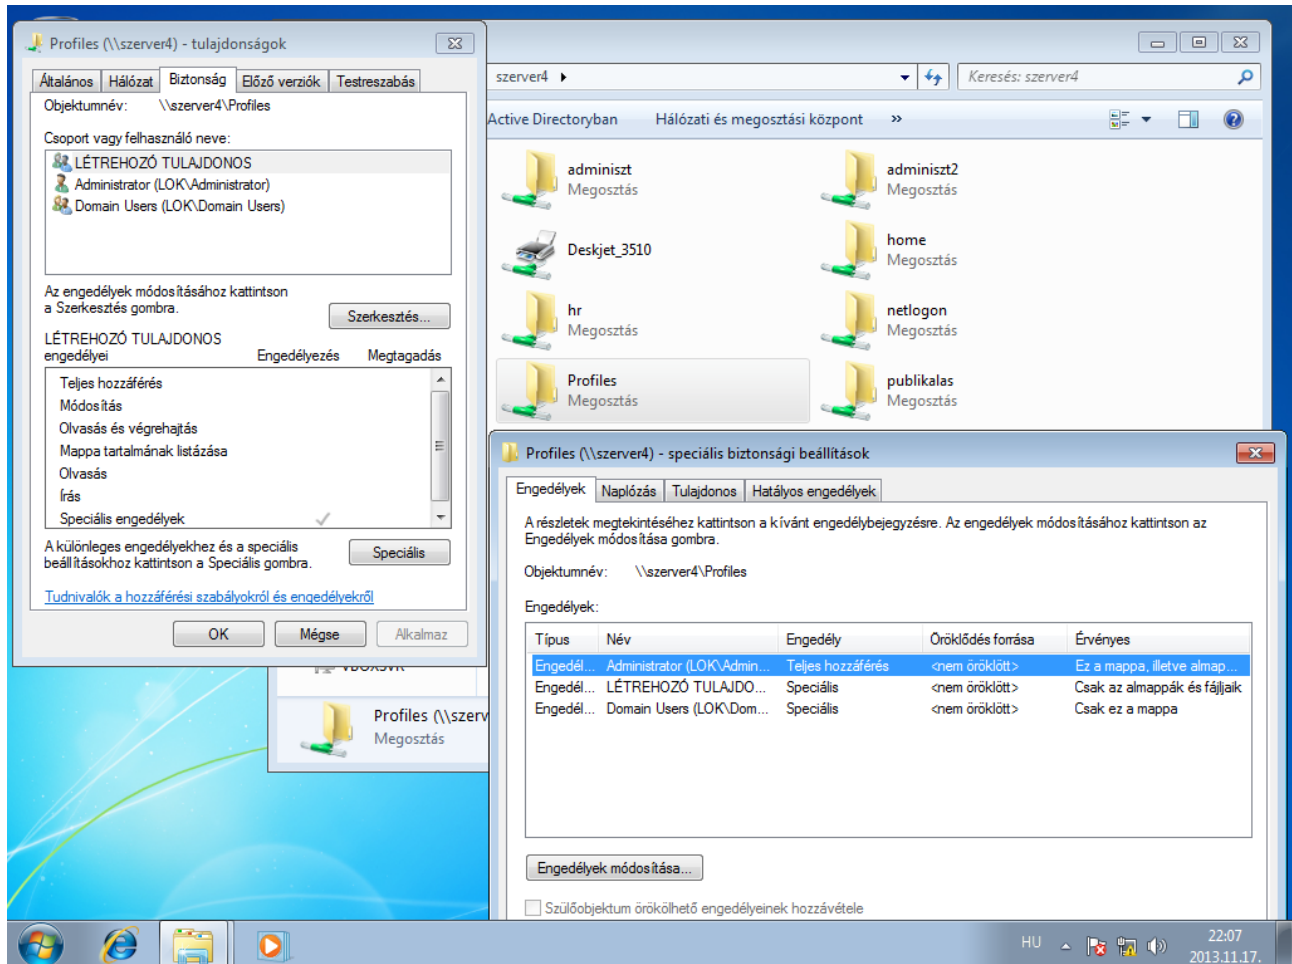 Profiles (\\szerver4) - tulajdonságok
Általános Hálózat Biztonság Előző verziók Testreszabás
Objektumnév: \\szerver4\Profiles
Csoport vagy felhasználó neve:
LÉTREHOZÓ TULAJDONOS
Administrator (LOK\Administrator)
Domain Users (LOK\Domain Users)
Az engedélyek módosításához kattintson
a Szerkesztés gombra.
Szerkesztés...
LÉTREHOZÓ TULAJDONOS
engedélyei Engedélyezés Megtagadás
Teljes hozzáférés
Módosítás
Olvasás és végrehajtás
Mappa tartalmának listázása
Olvasás
Írás
Speciális engedélyek
A különleges engedélyekhez és a speciális
beállításokhoz kattintson a Speciális gombra.
Speciális
Tudnivalók a hozzáférési szabályokról és engedélyekről
OK Mégse Alkalmaz
szerver4
Keresés: szerver4
Active Directoryban Hálózati és megosztási központ »
adminiszt
Megosztás
adminiszt2
Megosztás
Deskjet_3510
home
Megosztás
hr
Megosztás
netlogon
Megosztás
Profiles
Megosztás
publikalas
Megosztás
Profiles (\\szerver4) - speciális biztonsági beállítások
Engedélyek Naplózás Tulajdonos Hatályos engedélyek
A részletek megtekintéséhez kattintson a kívánt engedélybejegyzésre. Az engedélyek módosításához kattintson az
Engedélyek módosítása gombra.
Objektumnév: \\szerver4\Profiles
Engedélyek:
Típus Név Engedély Öröklődés forrása Érvényes
Engedél... Administrator (LOK\Admin... Teljes hozzáférés <nem öröklött> Ez a mappa, illetve almap...
Engedél... LÉTREHOZÓ TULAJDO... Speciális <nem öröklött> Csak az almappák és fájljaik
Engedél... Domain Users (LOK\Dom... Speciális <nem öröklött> Csak ez a mappa
Engedélyek módosítása...
Szülőobjektum örökölhető engedélyeinek hozzávétele
Profiles (\\szerv
Megosztás
HU
22:07
2013.11.17.